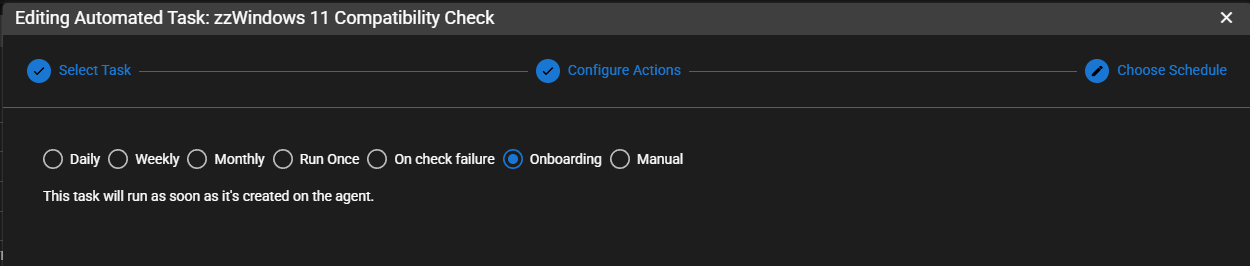 Editing Automated Task: zzWindows 11 Compatibility Check
Select Task Configure Actions Choose Schedule
Daily Weekly Monthly Run Once On check failure Onboarding Manual
This task will run as soon as it's created on the agent.